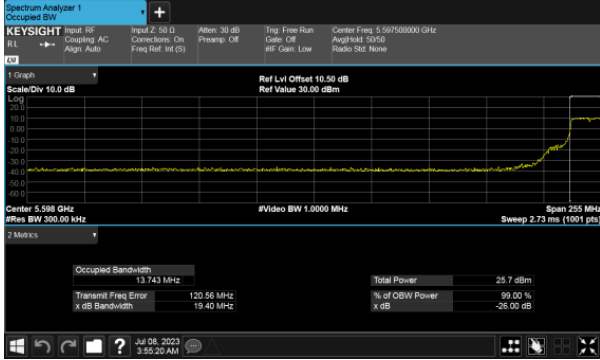 Spectrum Analyzer 1
Occupied BW
+
KEYSIGHT
Input: RF
Coupling: AC
Align: Auto
Input Z: 50 Ω
Corrections: On
Freq Ref: Int (S)
Atten: 30 dB
Preamp: Off
Trig: Free Run
Gate: Off
#IF Gain: Low
Center Freq: 5.597500000 GHz
Avg|Hold: 50/50
Radio Std: None
R L
LXI
1 Graph
Scale/Div 10.0 dB
Ref Lvl Offset 10.50 dB
Ref Value 30.00 dBm
Log
20.0
10.0
0.00
-10.0
-20.0
-30.0
-40.0
-50.0
-60.0
Center 5.598 GHz
#Res BW 300.00 kHz
#Video BW 1.0000 MHz
Span 255 MHz
Sweep 2.73 ms (1001 pts)
2 Metrics
Occupied Bandwidth
13.743 MHz
Transmit Freq Error 120.56 MHz
x dB Bandwidth 19.40 MHz
Total Power 25.7 dBm
% of OBW Power 99.00 %
x dB -26.00 dB
?
Jul 08, 2023
3:55:20 AM